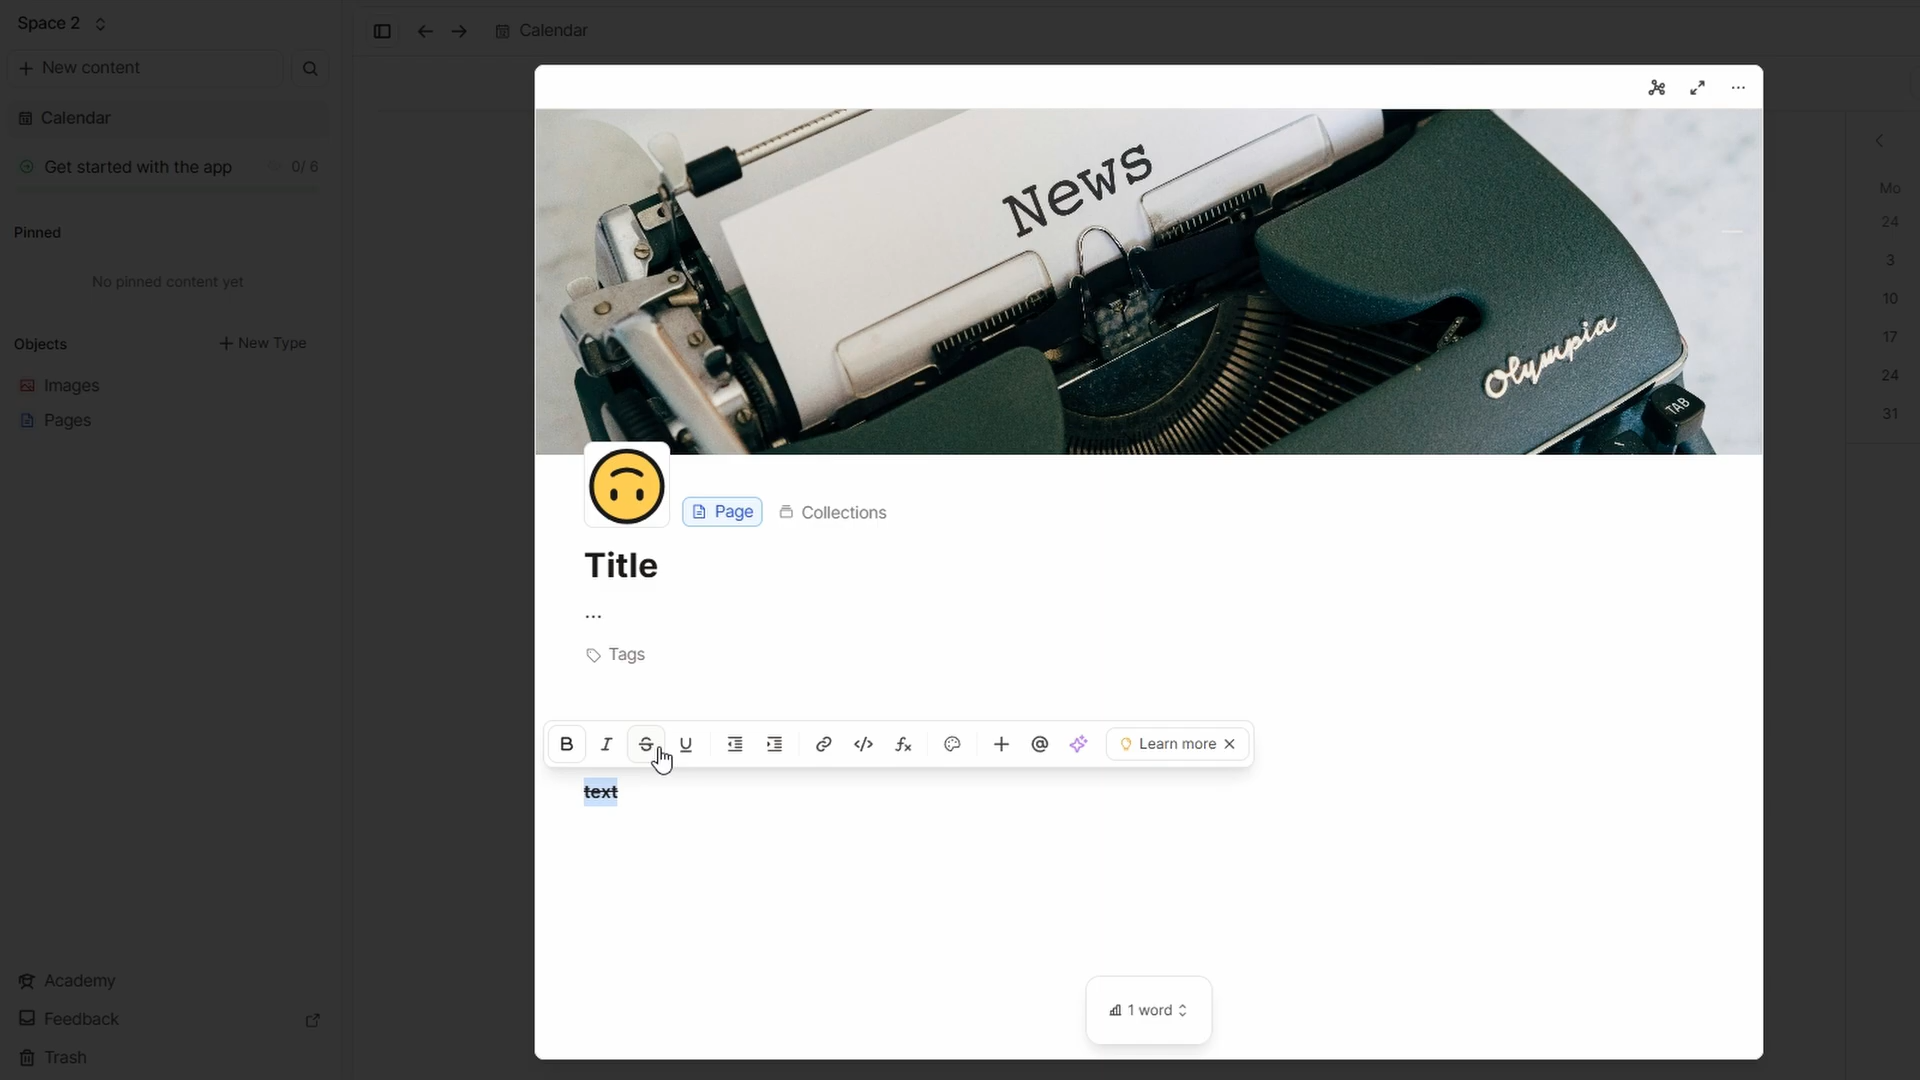 Space 2
New content
Calendar
Get started with the app 0/ 6
Pinned
No pinned content yet
Objects
New Type
Images
Pages
Academy
Feedback
Trash
Calendar
News
Olympia
TAB
Page
Collections
Title
...
Tags
B I S U
fx
@
Learn more
text
1 word
Mo
24
3
10
17
24
31